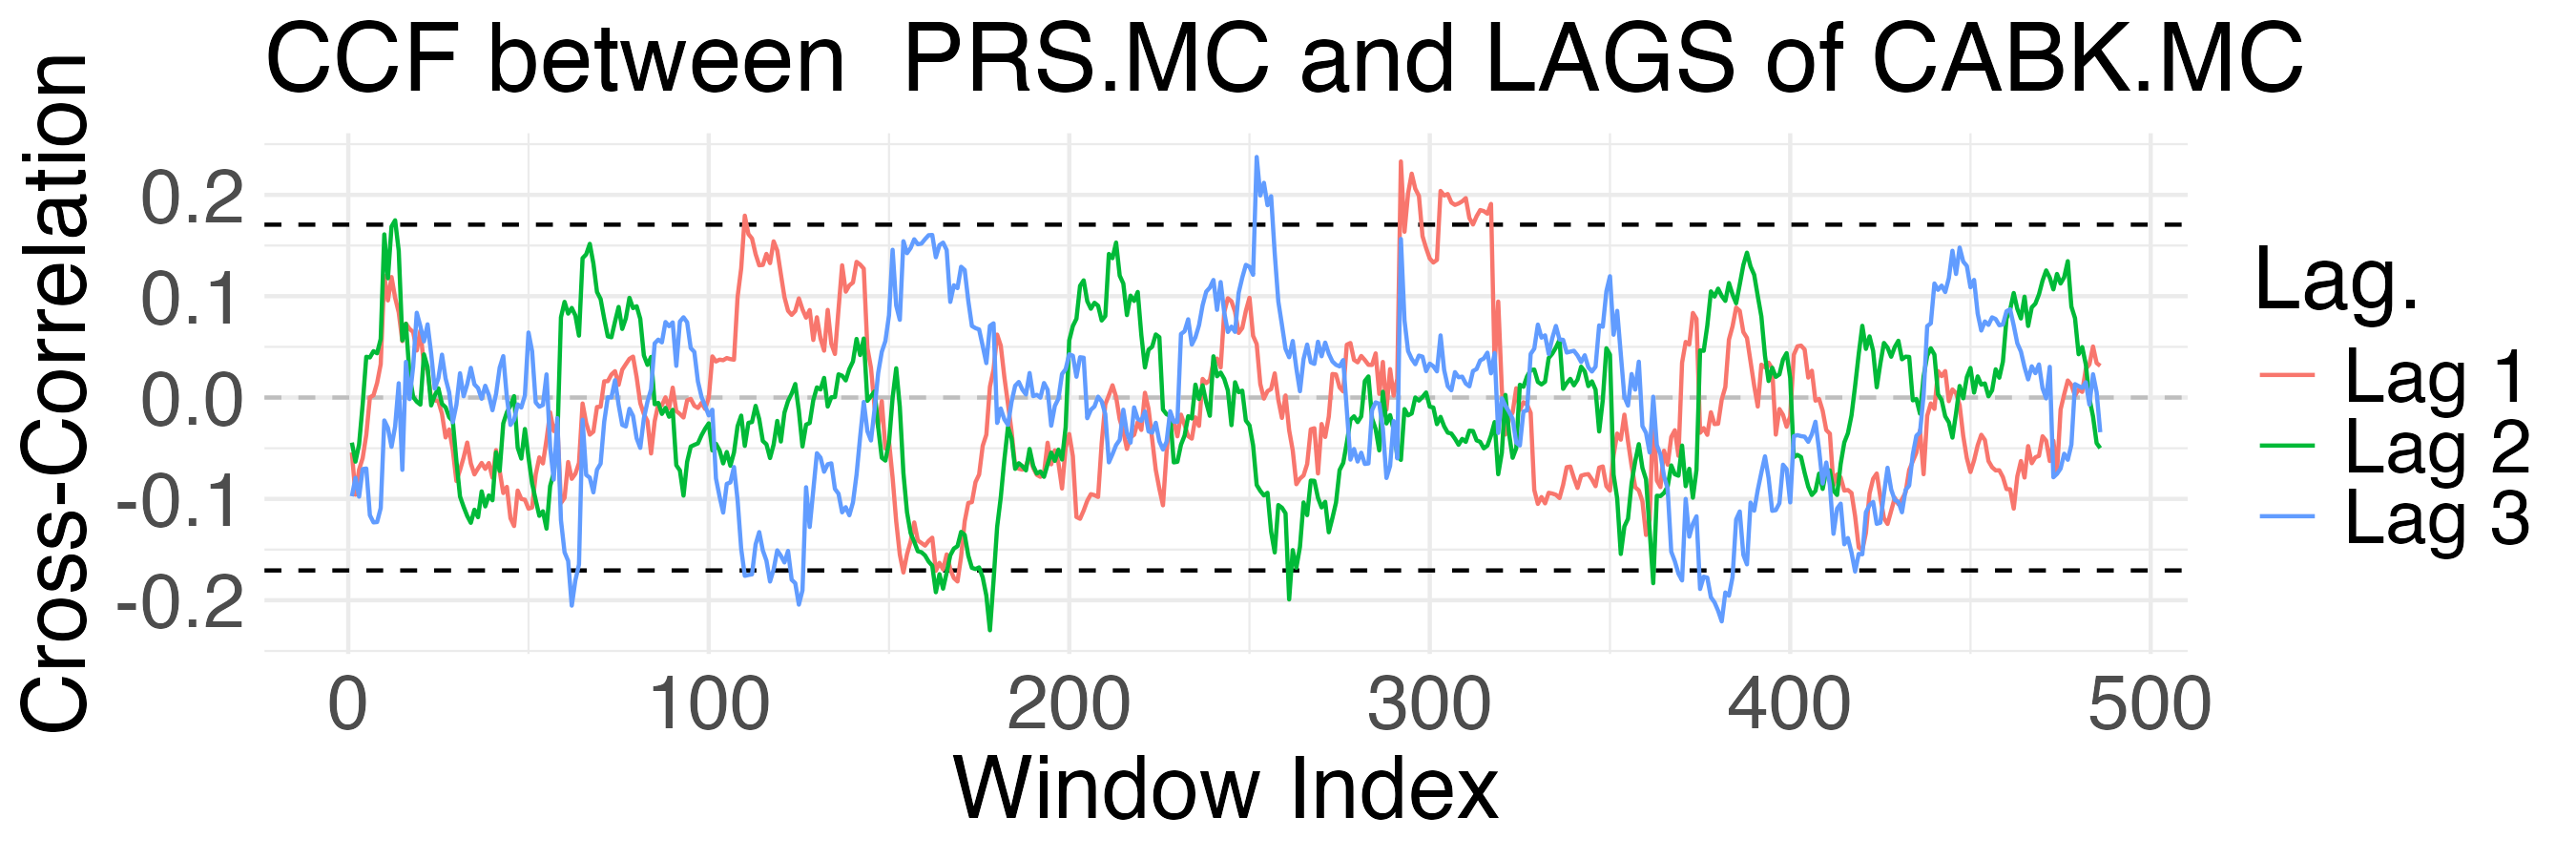 CCF between  PRS.MC and LAGS of CABK.MC
Cross-Correlation
0.2
0.1
0.0
-0.1
-0.2
0 100 200 300 400 500
Window Index
Lag.
Lag 1
Lag 2
Lag 3